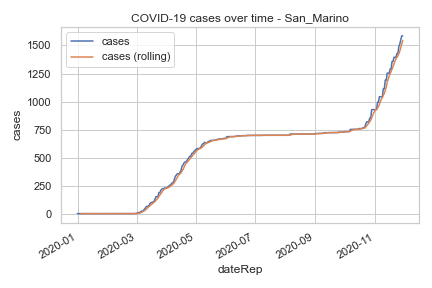 COVID-19 cases over time - San_Marino
cases
cases (rolling)
1500
1250
1000
750
500
250
0
cases
2020-01
2020-03
2020-05
2020-07
2020-09
2020-11
dateRep